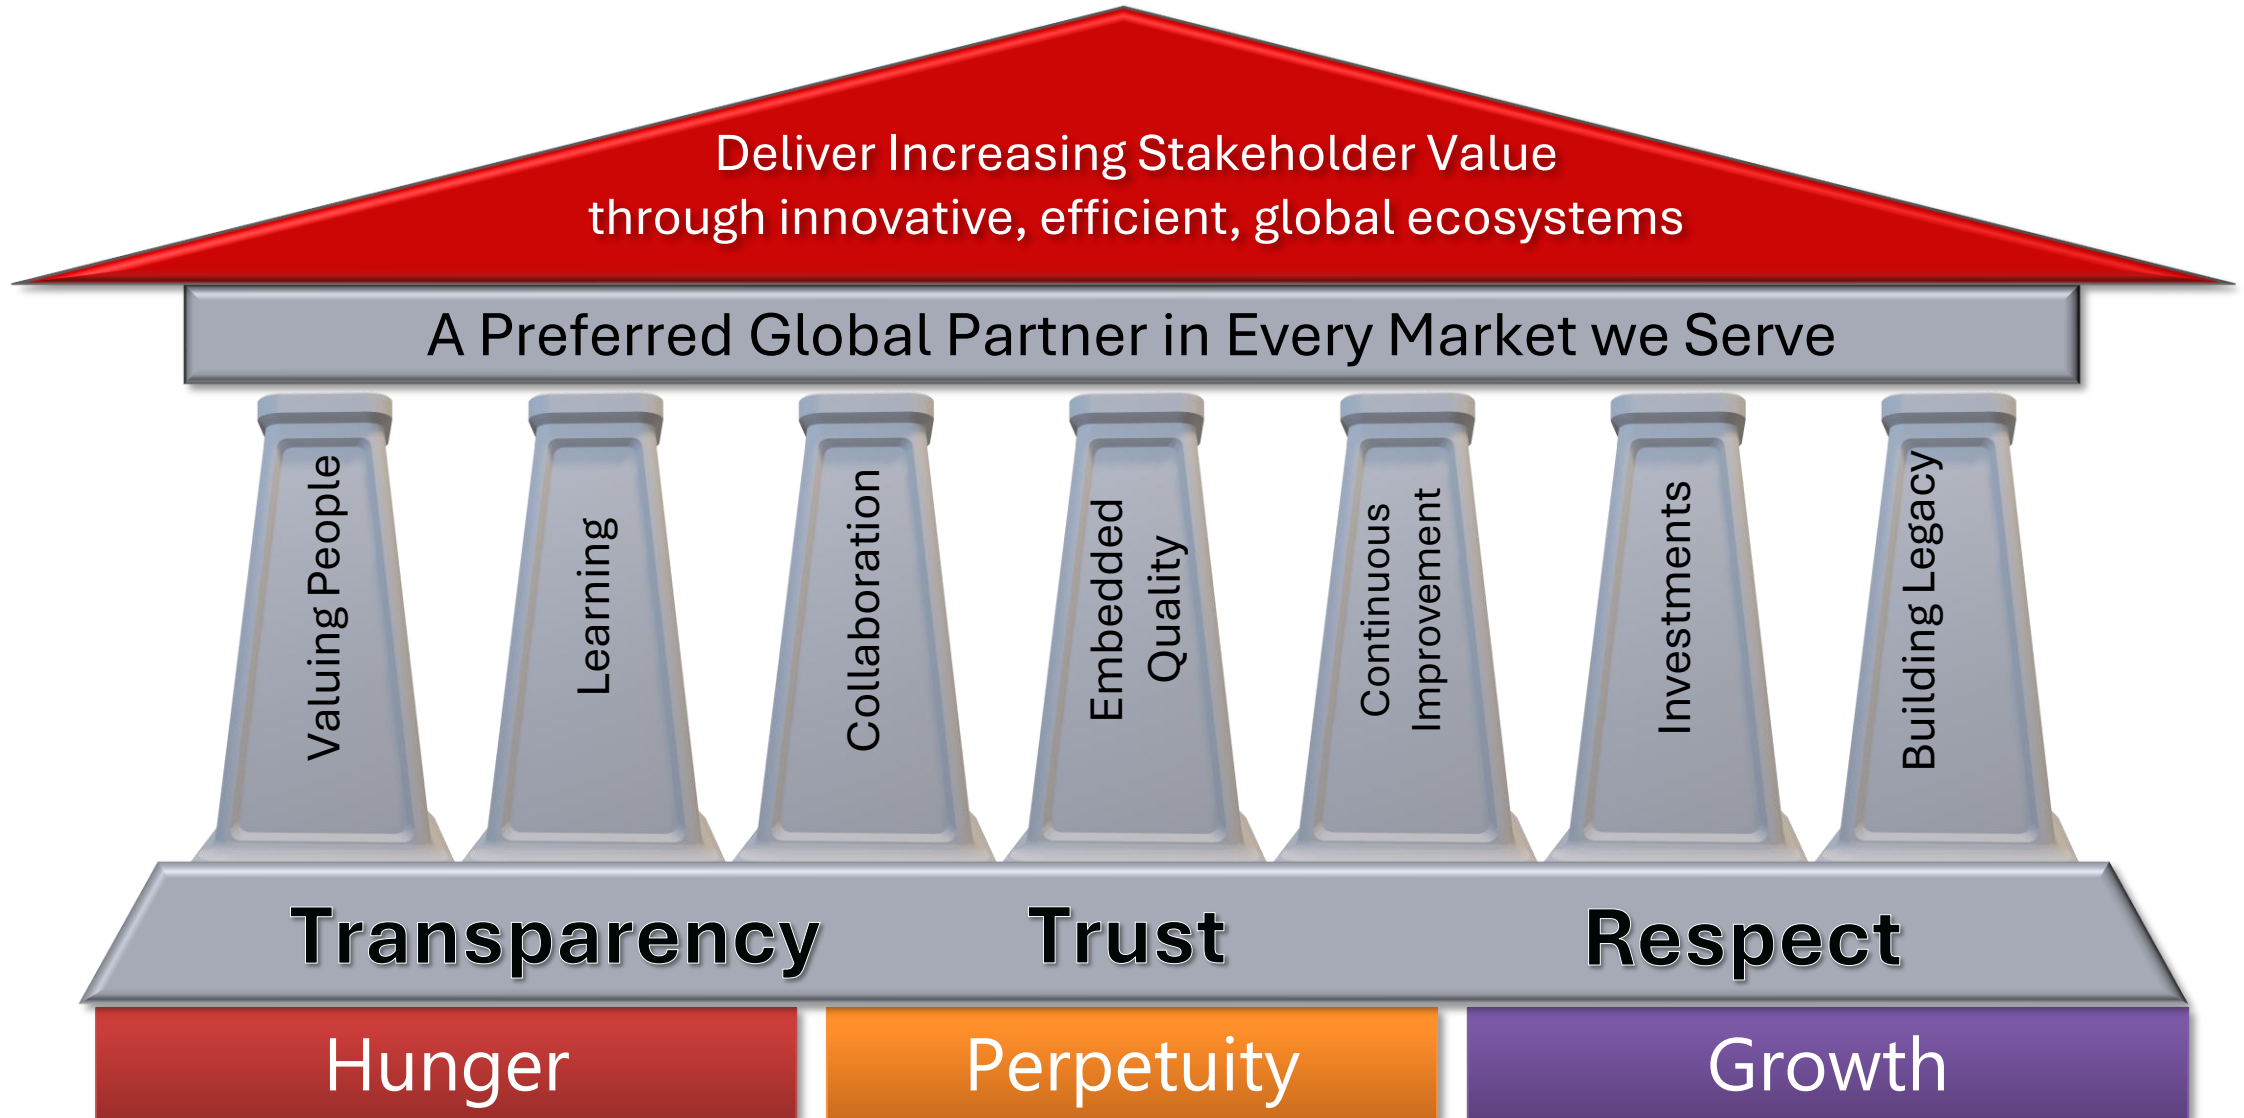 Deliver Increasing Stakeholder Value
through innovative, efficient, global ecosystems
A Preferred Global Partner in Every Market we Serve
Valuing People
Learning
Collaboration
Embedded
Quality
Continuous
Improvement
Investments
Building Legacy
Transparency
Trust
Respect
Hunger
Perpetuity
Growth